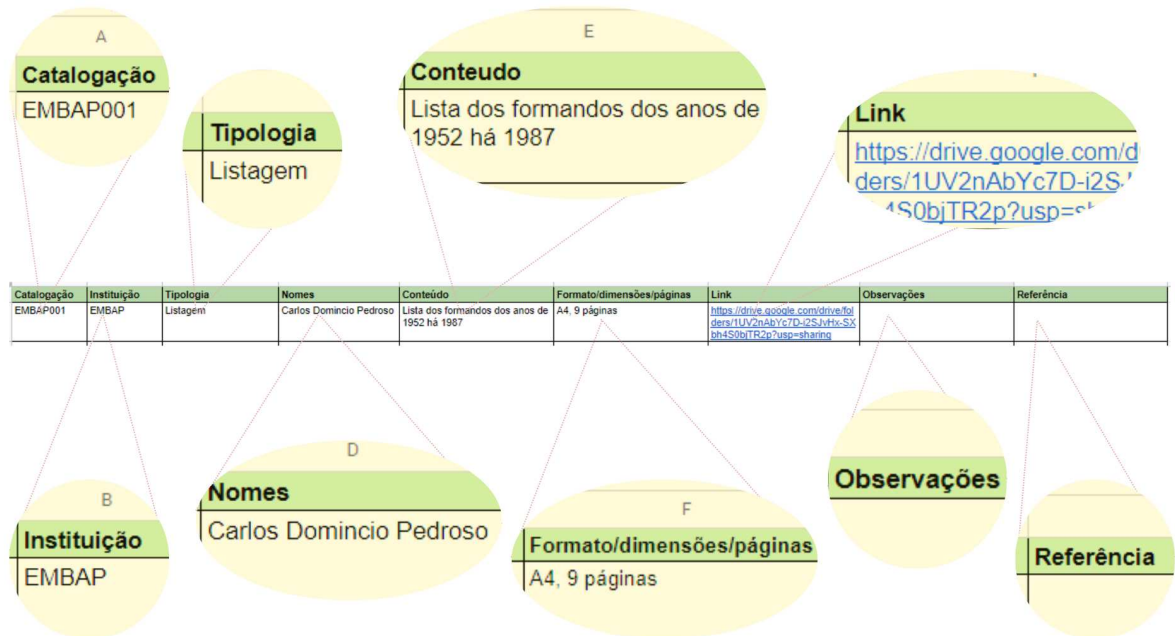 A
Catalogação
EMBAP001
Tipologia
Listagem
E
Conteudo
Lista dos formandos dos anos de
1952 há 1987
Link
https://drive.google.com/d
ders/1UV2nAbYc7D-i2SJ
4S0bjTR2p?usp=sh
Catalogação Instituição Tipologia Nomes Conteúdo Formato/dimensões/páginas Link Observações Referência
EMBAP001 EMBAP Listagem Carlos Domincio Pedroso Lista dos formandos dos anos de A4, 9 páginas https://drive.google.com/drive/fol
1952 há 1987 ders/1UV2nAbYc7D-i2SJvHx-SX
bh4S0bjTR2p?usp=sharing
B
Instituição
EMBAP
D
Nomes
Carlos Domincio Pedroso
F
Formato/dimensões/páginas
A4, 9 páginas
Observações
Referência